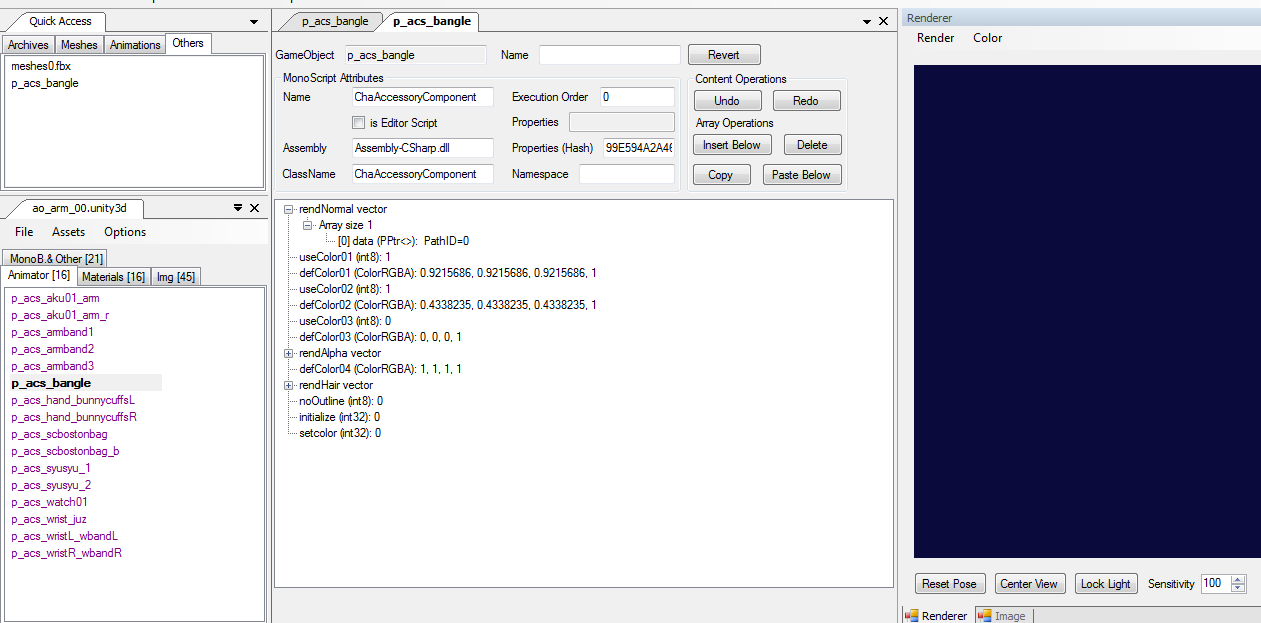 Quick Access
Archives Meshes Animations Others
meshes0.fbx
p_acs_bangle
ao_arm_00.unity3d
File Assets Options
MonoB.& Other [21]
Animator [16] Materials [16] Img [45]
p_acs_aku01_arm
p_acs_aku01_arm_r
p_acs_armband1
p_acs_armband2
p_acs_armband3
p_acs_bangle
p_acs_hand_bunnycuffsL
p_acs_hand_bunnycuffsR
p_acs_scbostonbag
p_acs_scbostonbag_b
p_acs_syusyu_1
p_acs_syusyu_2
p_acs_watch01
p_acs_wrist_juz
p_acs_wristL_wbandL
p_acs_wristR_wbandR
p_acs_bangle p_acs_bangle
GameObject p_acs_bangle Name Revert
MonoScript Attributes
Name ChaAccessoryComponent Execution Order 0
is Editor Script Properties
Assembly Assembly-CSharp.dll Properties (Hash) 99E594A2A46
ClassName ChaAccessoryComponent Namespace
Content Operations
Undo Redo
Array Operations
Insert Below Delete
Copy Paste Below
rendNormal vector
Array size 1
[0] data (PPtr<>): PathID=0
useColor01 (int8): 1
defColor01 (ColorRGBA): 0.9215686, 0.9215686, 0.9215686, 1
useColor02 (int8): 1
defColor02 (ColorRGBA): 0.4338235, 0.4338235, 0.4338235, 1
useColor03 (int8): 0
defColor03 (ColorRGBA): 0, 0, 0, 1
rendAlpha vector
defColor04 (ColorRGBA): 1, 1, 1, 1
rendHair vector
noOutline (int8): 0
initialize (int32): 0
setcolor (int32): 0
Renderer
Render Color
Reset Pose Center View Lock Light Sensitivity 100
Renderer Image